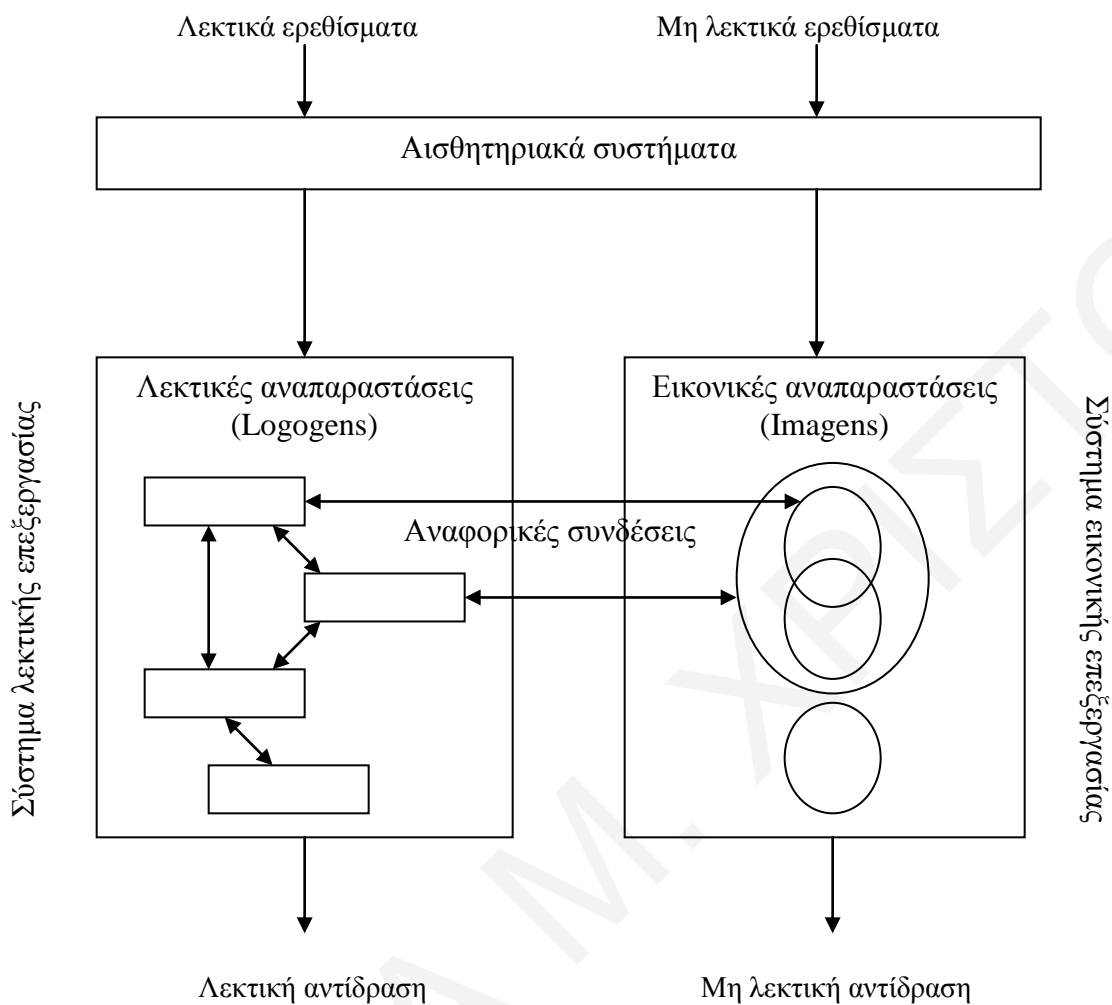 Λεκτικά ερεθίσματα
Μη λεκτικά ερεθίσματα
Αισθητηριακά συστήματα
Σύστημα λεκτικής επεξεργασίας
Λεκτικές αναπαραστάσεις
(Logogens)
Εικονικές αναπαραστάσεις
(Imagens)
Σύστημα εικονικής επεξεργασίας
Αναφορικές συνδέσεις
Λεκτική αντίδραση
Μη λεκτική αντίδραση
Α Μ. ΧΡΙΣΤΟ